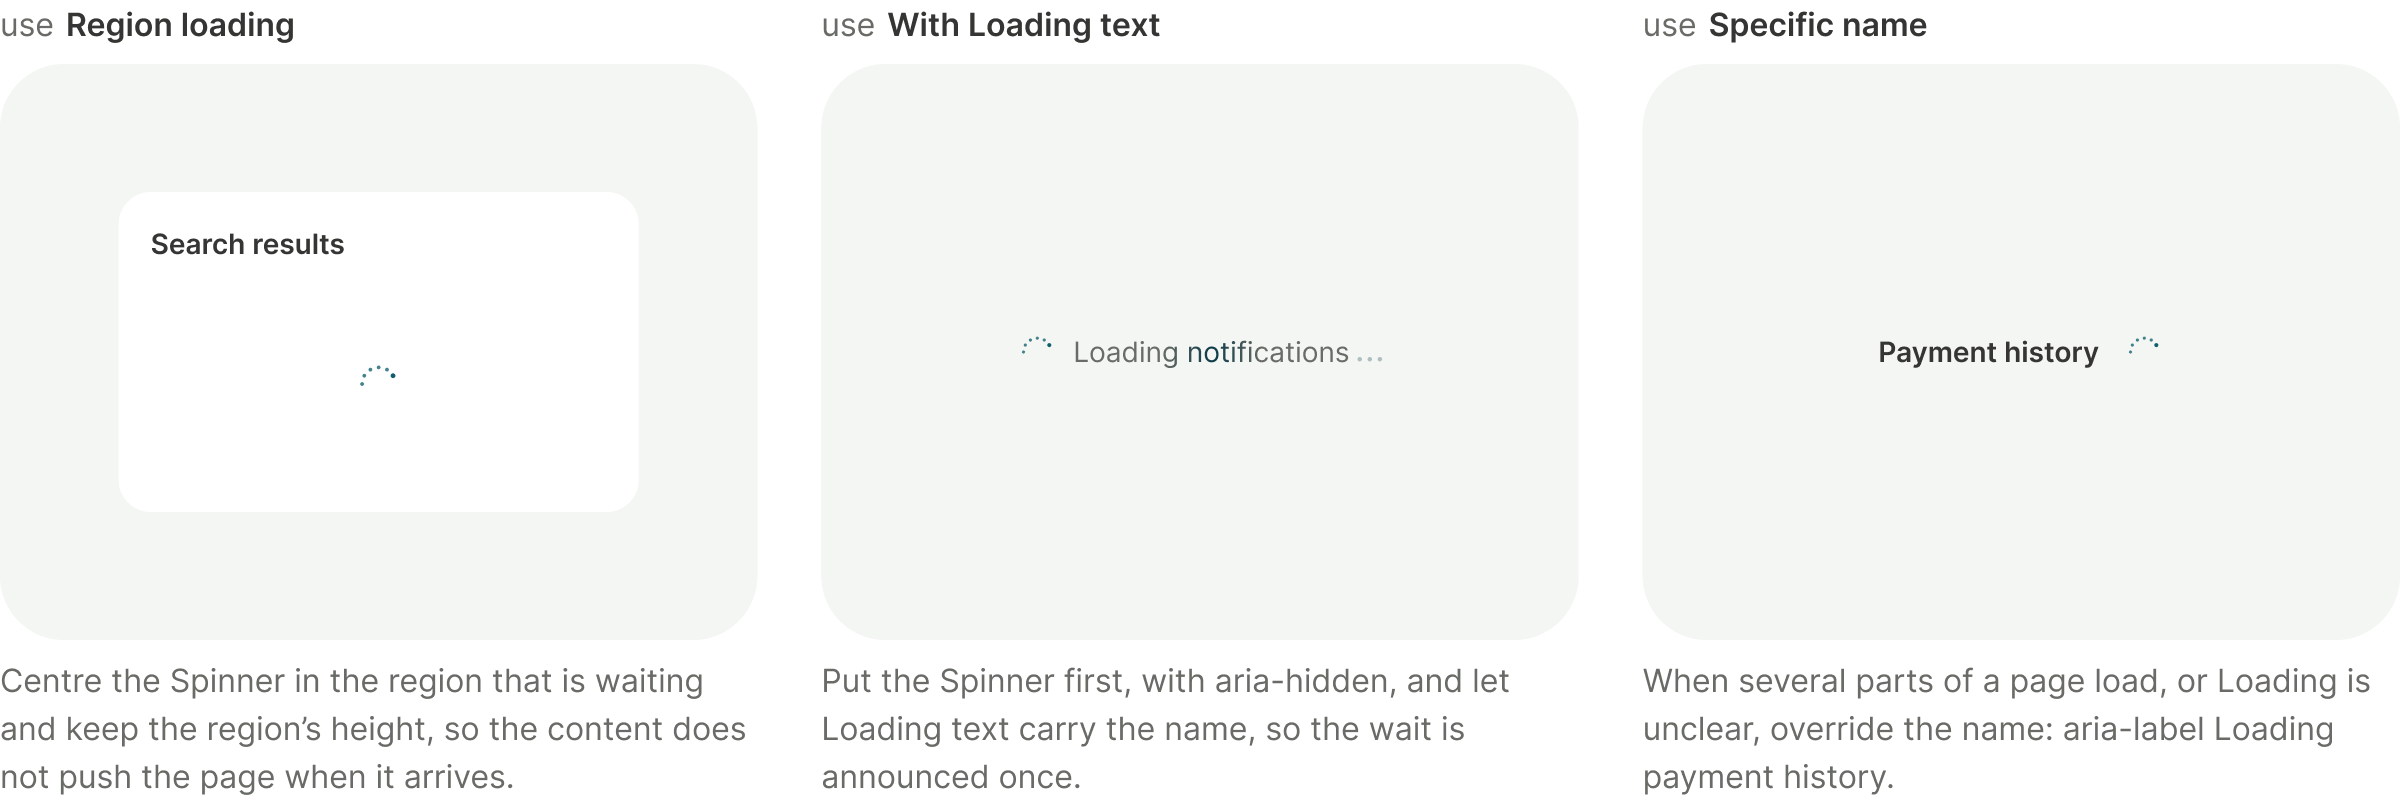 use Region loading
Search results
Centre the Spinner in the region that is waiting
and keep the region’s height, so the content does
not push the page when it arrives.
use With Loading text
Loading notifications ...
Put the Spinner first, with aria-hidden, and let
Loading text carry the name, so the wait is
announced once.
use Specific name
Payment history
When several parts of a page load, or Loading is
unclear, override the name: aria-label Loading
payment history.